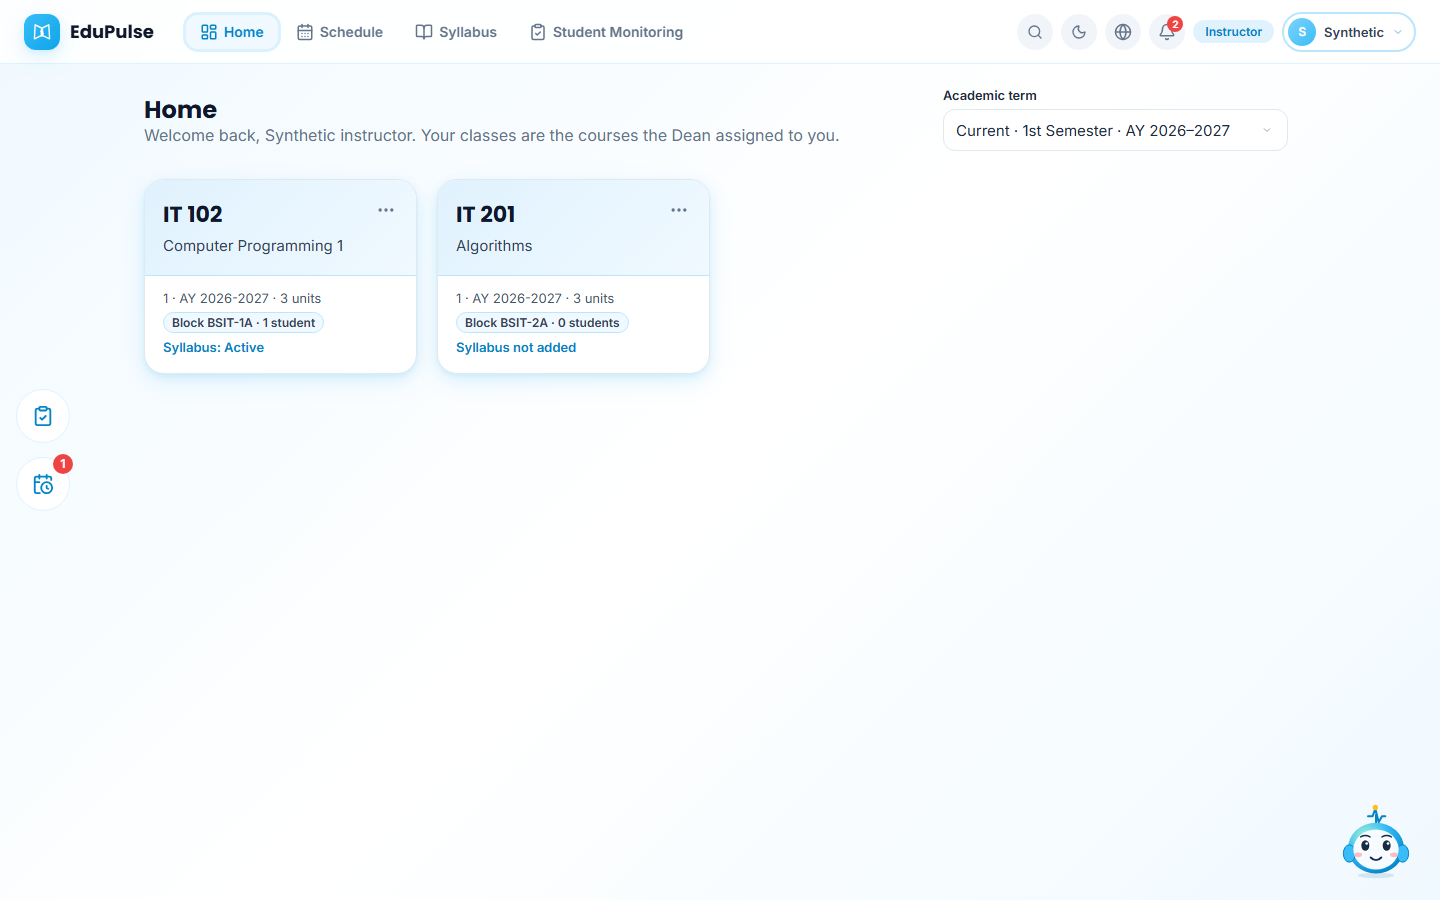 EduPulse
Home
Schedule
Syllabus
Student Monitoring
2
Instructor
S
Synthetic
Home
Welcome back, Synthetic instructor. Your classes are the courses the Dean assigned to you.
Academic term
Current · 1st Semester · AY 2026–2027
IT 102
Computer Programming 1
1 · AY 2026-2027 · 3 units
Block BSIT-1A · 1 student
Syllabus: Active
IT 201
Algorithms
1 · AY 2026-2027 · 3 units
Block BSIT-2A · 0 students
Syllabus not added
1